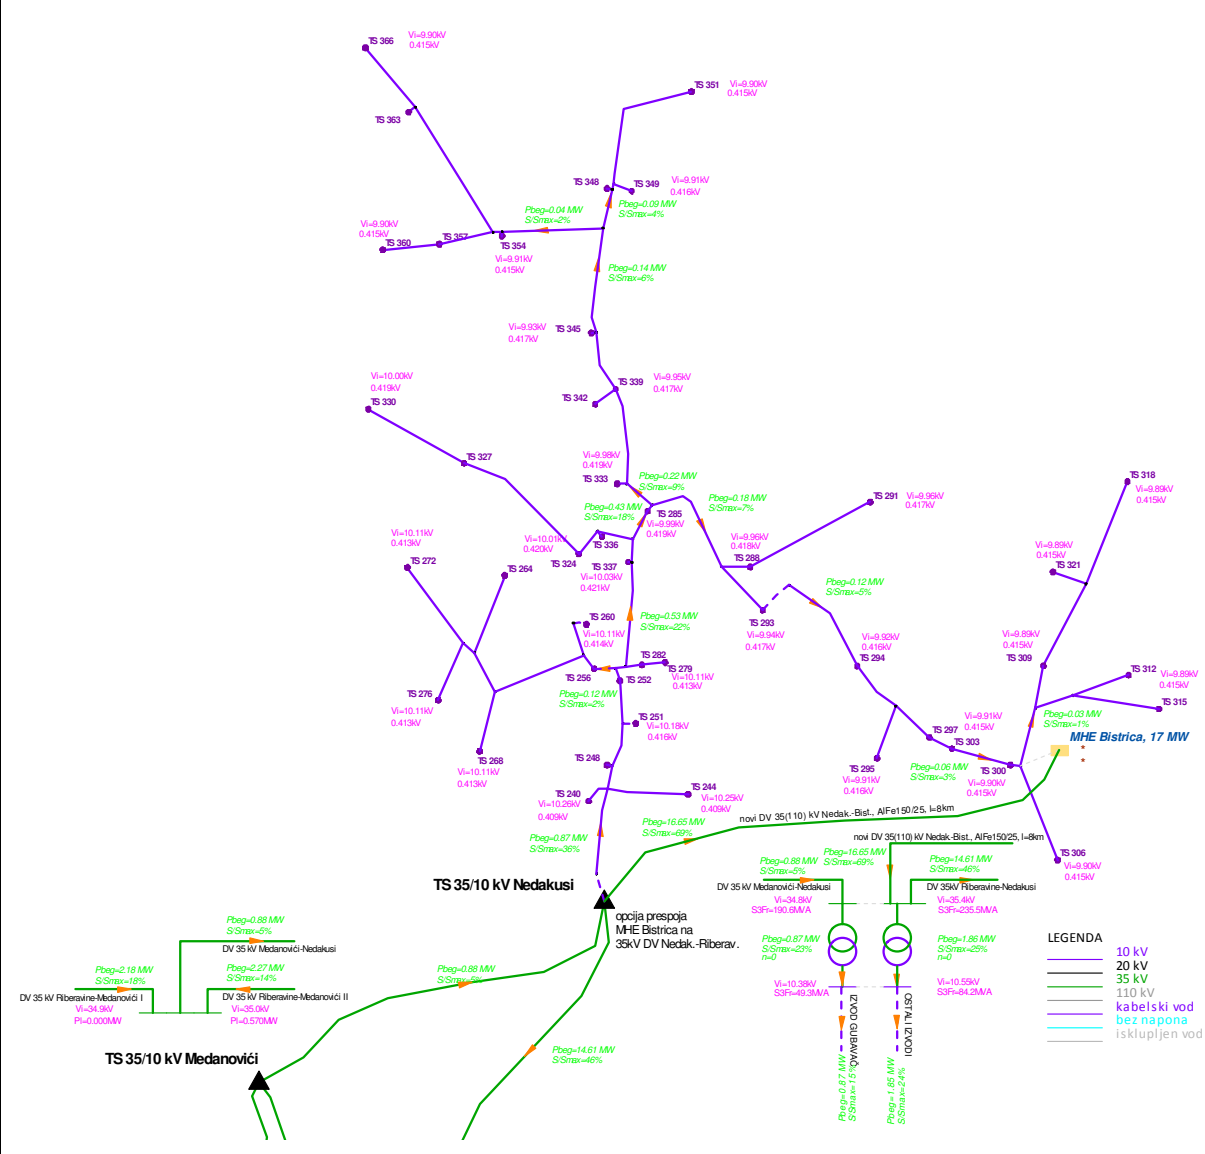 TS 366
Vi=9.90kV
0.415kV
TS 363
TS 351
Vi=9.90kV
0.415kV
TS 348
TS 349
Vi=9.91kV
0.416kV
Pbeg=0.04 MW
S/Smax=2%
Pbeg=0.09 MW
S/Smax=4%
Vi=9.90kV
0.415kV
TS 360
TS 357
TS 354
Vi=9.91kV
0.415kV
Pbeg=0.14 MW
S/Smax=6%
Vi=9.93kV
0.417kV
TS 345
Vi=10.00kV
0.419kV
TS 330
TS 339
Vi=9.95kV
0.417kV
TS 342
TS 327
Vi=9.98kV
0.419kV
TS 333
Pbeg=0.22 MW
S/Smax=9%
Pbeg=0.43 MW
S/Smax=18%
TS 285
Vi=9.99kV
0.419kV
Pbeg=0.18 MW
S/Smax=7%
TS 291
Vi=9.96kV
0.417kV
TS 318
Vi=9.89kV
0.415kV
Vi=10.11kV
0.413kV
TS 272
Vi=10.01kV
0.420kV
TS 324
TS 336
TS 337
Vi=10.03kV
0.421kV
TS 264
Vi=9.96kV
0.418kV
TS 288
Vi=9.89kV
0.415kV
TS 321
Pbeg=0.12 MW
S/Smax=5%
TS 260
Vi=10.11kV
0.414kV
Pbeg=0.53 MW
S/Smax=22%
TS 293
Vi=9.94kV
0.417kV
Vi=9.92kV
0.416kV
TS 294
Vi=9.89kV
0.415kV
TS 309
TS 282
TS 279
Vi=10.11kV
0.413kV
TS 256
TS 252
Pbeg=0.12 MW
S/Smax=2%
TS 312
Vi=9.89kV
0.415kV
TS 315
TS 276
Vi=10.11kV
0.413kV
TS 251
Vi=10.18kV
0.416kV
Vi=9.91kV
0.415kV
TS 297
TS 303
Pbeg=0.03 MW
S/Smax=1%
MHE Bistrica, 17 MW
*
*
TS 268
Vi=10.11kV
0.413kV
TS 248
TS 295
Vi=9.91kV
0.416kV
Pbeg=0.06 MW
S/Smax=3%
TS 300
Vi=9.90kV
0.415kV
TS 240
Vi=10.26kV
0.409kV
TS 244
Vi=10.25kV
0.409kV
novi DV 35(110) kV Nedak.-Bist., AlFe150/25, l=8km
Pbeg=0.87 MW
S/Smax=36%
Pbeg=16.65 MW
S/Smax=69%
novi DV 35(110) kV Nedak.-Bist., AlFe150/25, l=8km
TS 306
Vi=9.90kV
0.415kV
TS 35/10 kV Nedakusi
opcija prespoja
MHE Bistrica na
35kV DV Nedak.-Riberav.
Pbeg=0.88 MW
S/Smax=5%
Pbeg=16.65 MW
S/Smax=69%
Pbeg=14.61 MW
S/Smax=46%
DV 35 kV Medanovići-Nedakusi
DV 35kV Riberavine-Nedakusi
Vi=34.8kV
S3Fr=190.6MVA
Vi=35.4kV
S3Fr=235.5MVA
Pbeg=0.87 MW
S/Smax=23%
n=0
Pbeg=1.86 MW
S/Smax=25%
n=0
Vi=10.38kV
S3Fr=49.3MVA
Vi=10.55kV
S3Fr=84.2MVA
IZVOD GUBAVAČ
OSTALI IZVODI
Pbeg=0.87 MW
S/Smax=15%
Pbeg=1.85 MW
S/Smax=24%
LEGENDA
10 kV
20 kV
35 kV
110 kV
kabelski vod
bez napona
isklupljen vod
Pbeg=0.88 MW
S/Smax=5%
DV 35 kV Medanovići-Nedakusi
Pbeg=2.18 MW
S/Smax=18%
Pbeg=2.27 MW
S/Smax=14%
DV 35 kV Riberavine-Medanovići I
DV 35 kV Riberavine-Medanovići II
Vi=34.9kV
Pl=0.000MW
Vi=35.0kV
Pl=0.570MW
Pbeg=0.88 MW
S/Smax=5%
TS 35/10 kV Medanovići
Pbeg=14.61 MW
S/Smax=46%